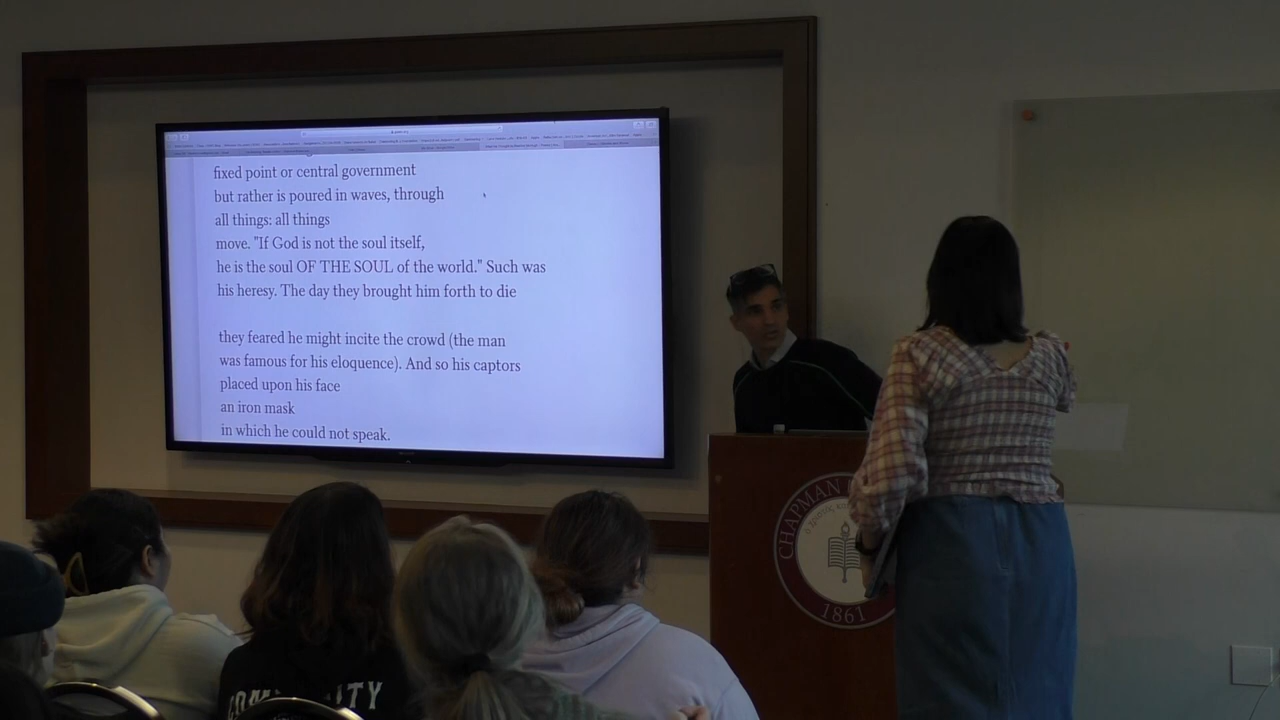 fixed point or central government
but rather is poured in waves, through
all things: all things
move. "If God is not the soul itself,
he is the soul OF THE SOUL of the world." Such was
his heresy. The day they brought him forth to die
they feared he might incite the crowd (the man
was famous for his eloquence). And so his captors
placed upon his face
an iron mask
in which he could not speak.
CHAPMAN
1861